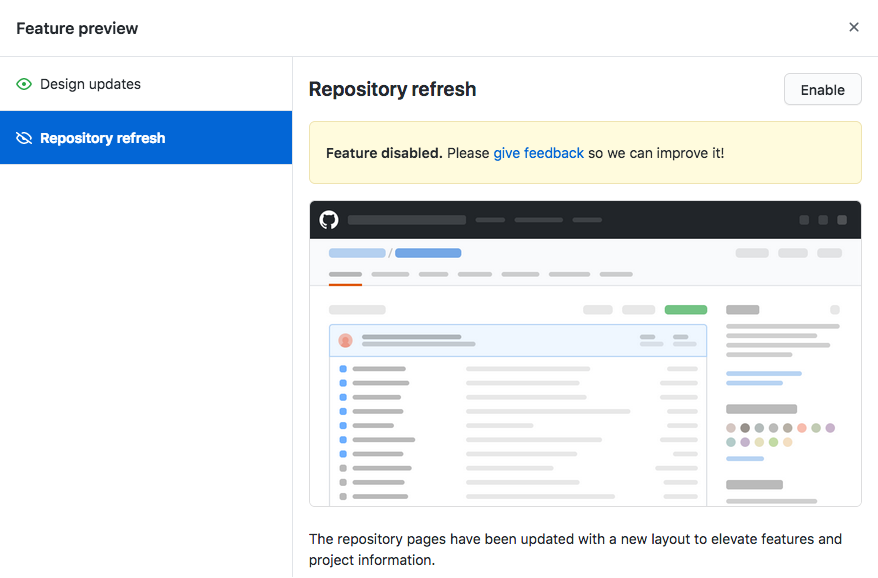 Feature preview
Design updates
Repository refresh
Repository refresh
Enable
Feature disabled. Please give feedback so we can improve it!
The repository pages have been updated with a new layout to elevate features and
project information.